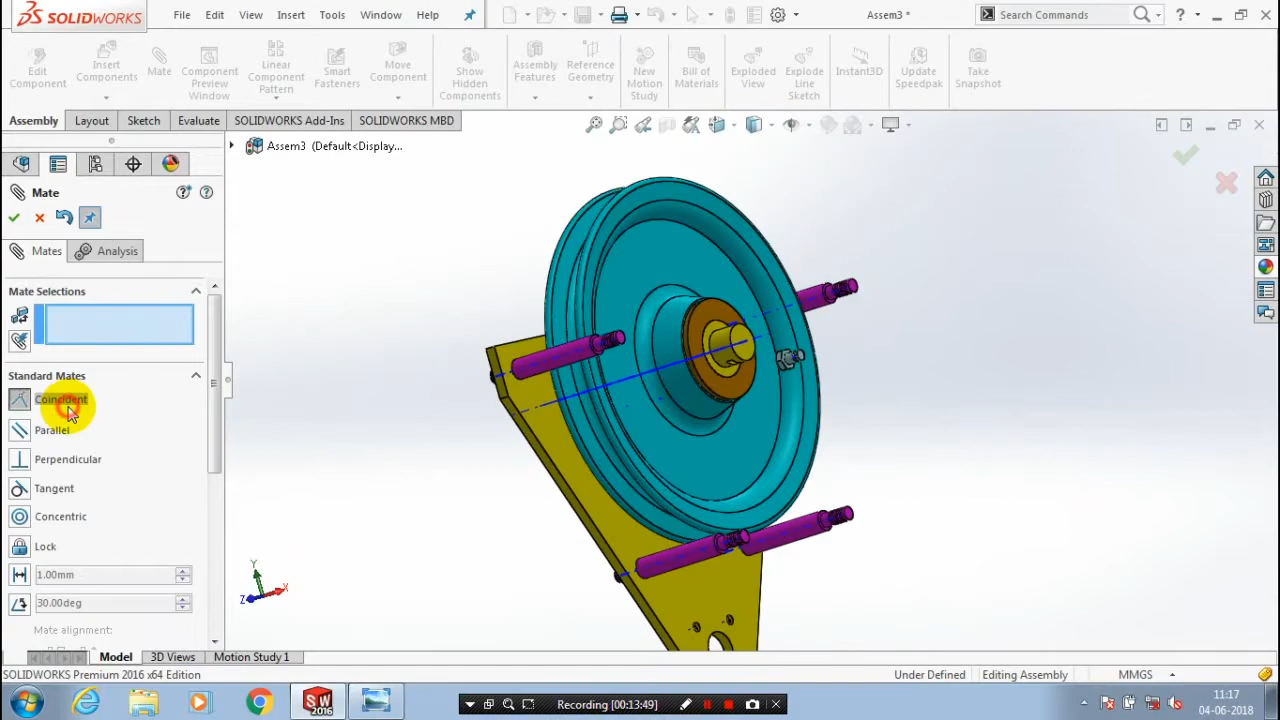 SOLIDWORKS File Edit View Insert Tools Window Help Assem3 * Search Commands ?
Edit Component
Insert Components
Mate
Component Preview Window
Linear Component Pattern
Smart Fasteners
Move Component
Show Hidden Components
Assembly Features
Reference Geometry
New Motion Study
Bill of Materials
Exploded View
Explode Line Sketch
Instant3D
Update Speedpak
Take Snapshot
Assembly Layout Sketch Evaluate SOLIDWORKS Add-Ins SOLIDWORKS MBD
Assem3 (Default<Display...
Mate
Mates Analysis
Mate Selections
Standard Mates
Coincident
Parallel
Perpendicular
Tangent
Concentric
Lock
1.00mm
30.00deg
Mate alignment:
Y
Z X
Model 3D Views Motion Study 1
SOLIDWORKS Premium 2016 x64 Edition Under Defined Editing Assembly MMGS
SW 2016
Recording [00:13:49]
11:17
04-06-2018